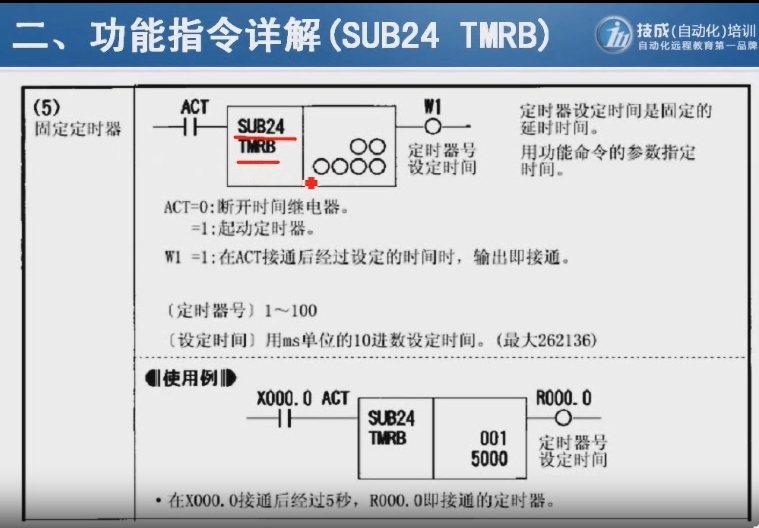 二、功能指令详解(SUB24 TMRB)
技成(自动化)培训
自动化远程教育第一品牌
(5)
固定定时器
ACT
SUB24
TMRB
W1
定时器号
设定时间
定时器设定时间是固定的
延时时间。
用功能命令的参数指定
时间。
ACT=0:断开时间继电器。
=1:起动定时器。
W1 =1:在ACT接通后经过设定的时间时，输出即接通。
〔定时器号〕1～100
〔设定时间〕用ms单位的10进数设定时间。(最大262136)
使用例
X000.0 ACT
SUB24
TMRB
001
5000
R000.0
定时器号
设定时间
·在X000.0接通后经过5秒，R000.0即接通的定时器。